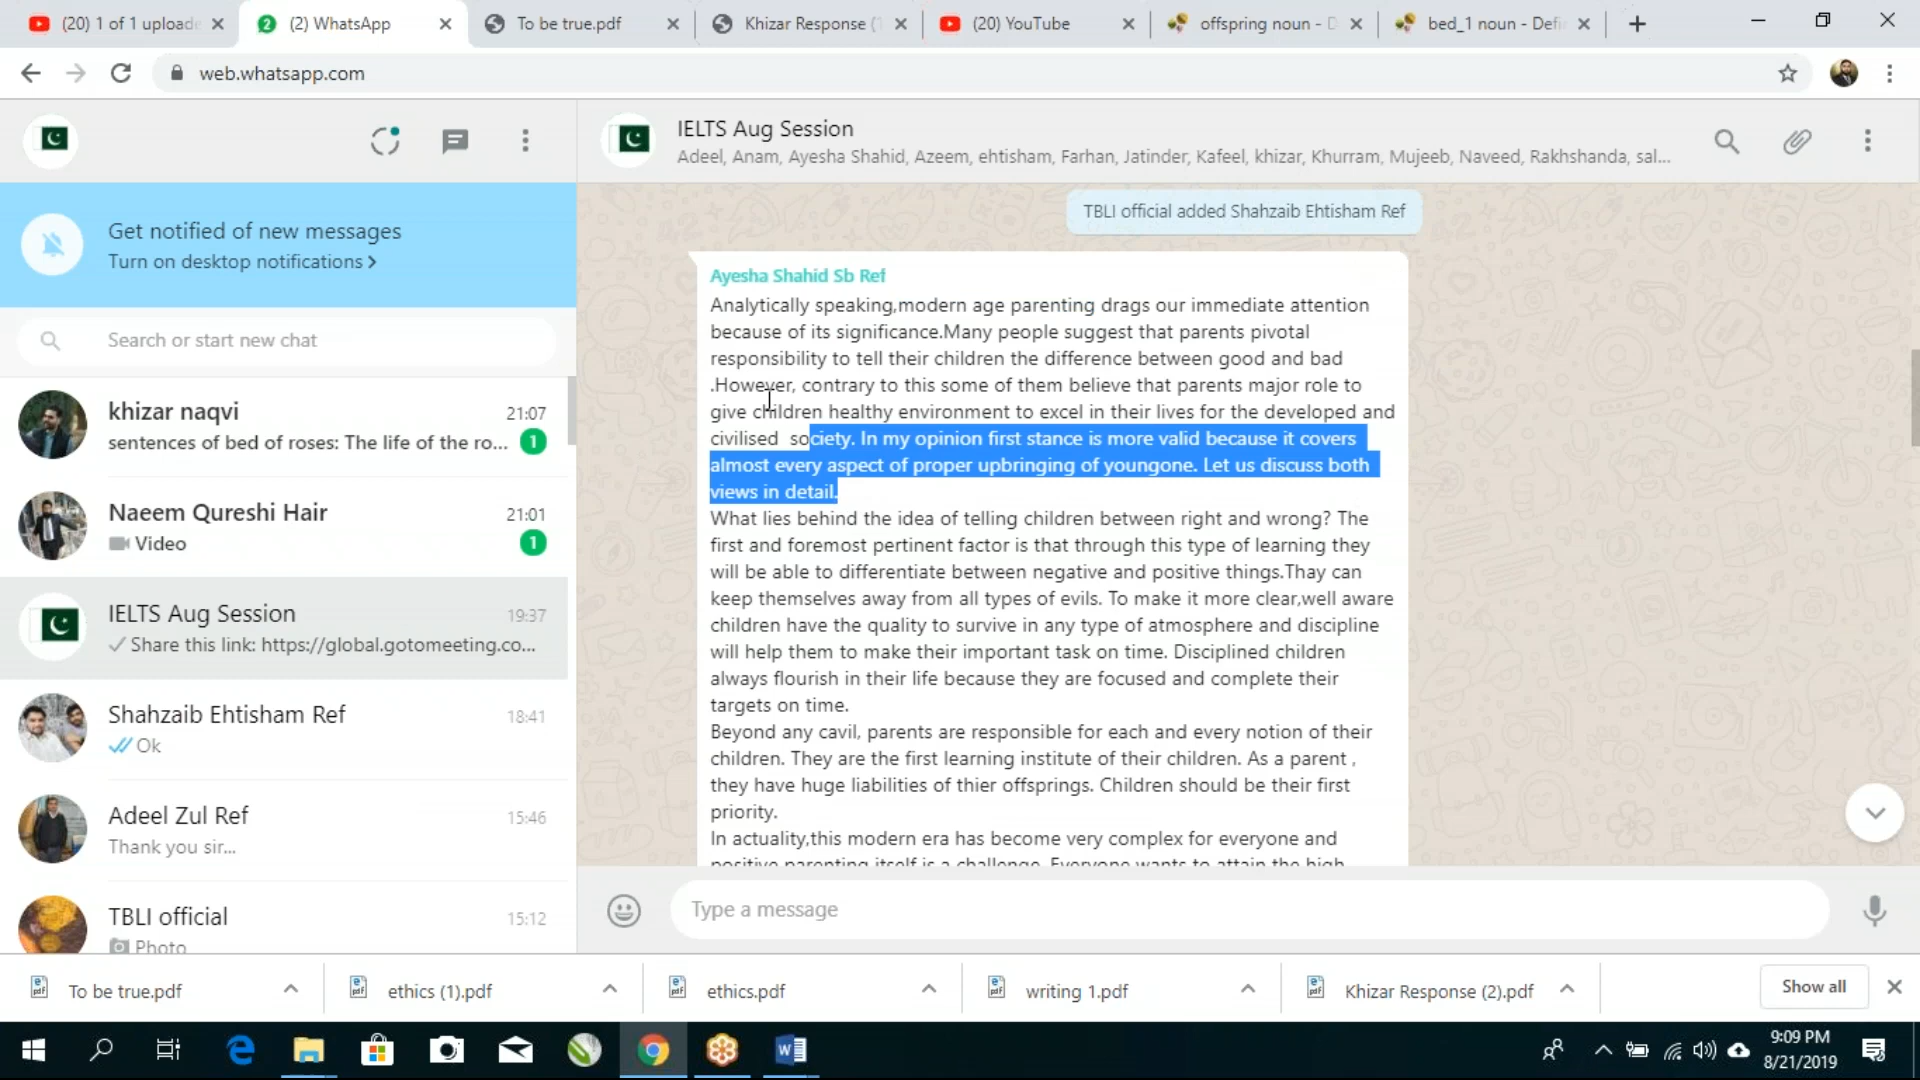 (20) 1 of 1 uploade
(2) WhatsApp
To be true.pdf
Khizar Response (
(20) YouTube
offspring noun - D
bed_1 noun - Defi
web.whatsapp.com
IELTS Aug Session
Adeel, Anam, Ayesha Shahid, Azeem, ehtisham, Farhan, Jatinder, Kafeel, khizar, Khurram, Mujeeb, Naveed, Rakhshanda, sal...
Get notified of new messages
Turn on desktop notifications >
Search or start new chat
khizar naqvi
21:07
sentences of bed of roses: The life of the ro...
1
Naeem Qureshi Hair
21:01
Video
1
IELTS Aug Session
19:37
Share this link: https://global.gotomeeting.co...
Shahzaib Ehtisham Ref
18:41
Ok
Adeel Zul Ref
15:46
Thank you sir...
TBLI official
15:12
Photo
TBLI official added Shahzaib Ehtisham Ref
Ayesha Shahid Sb Ref
Analytically speaking,modern age parenting drags our immediate attention
because of its significance.Many people suggest that parents pivotal
responsibility to tell their children the difference between good and bad
.However, contrary to this some of them believe that parents major role to
give children healthy environment to excel in their lives for the developed and
civilised society. In my opinion first stance is more valid because it covers
almost every aspect of proper upbringing of youngone. Let us discuss both
views in detail.
What lies behind the idea of telling children between right and wrong? The
first and foremost pertinent factor is that through this type of learning they
will be able to differentiate between negative and positive things.Thay can
keep themselves away from all types of evils. To make it more clear,well aware
children have the quality to survive in any type of atmosphere and discipline
will help them to make their important task on time. Disciplined children
always flourish in their life because they are focused and complete their
targets on time.
Beyond any cavil, parents are responsible for each and every notion of their
children. They are the first learning institute of their children. As a parent ,
they have huge liabilities of thier offsprings. Children should be their first
priority.
In actuality,this modern era has become very complex for everyone and
positive parenting itself is a challenge. Everyone wants to attain the high
Type a message
To be true.pdf
ethics (1).pdf
ethics.pdf
writing 1.pdf
Khizar Response (2).pdf
Show all
9:09 PM
8/21/2019